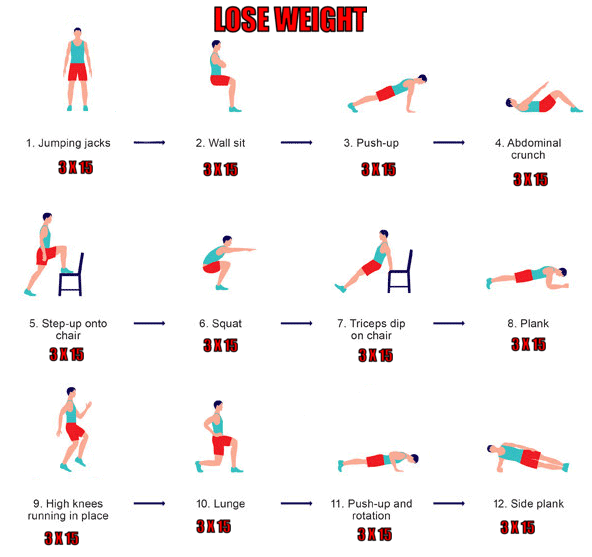 LOSE WEIGHT
1. Jumping jacks
3 X 15
2. Wall sit
3 X 15
3. Push-up
3 X 15
4. Abdominal
crunch
3 X 15
5. Step-up onto
chair
3 X 15
6. Squat
3 X 15
7. Triceps dip
on chair
3 X 15
8. Plank
3 X 15
9. High knees
running in place
3 X 15
10. Lunge
3 X 15
11. Push-up and
rotation
3 X 15
12. Side plank
3 X 15